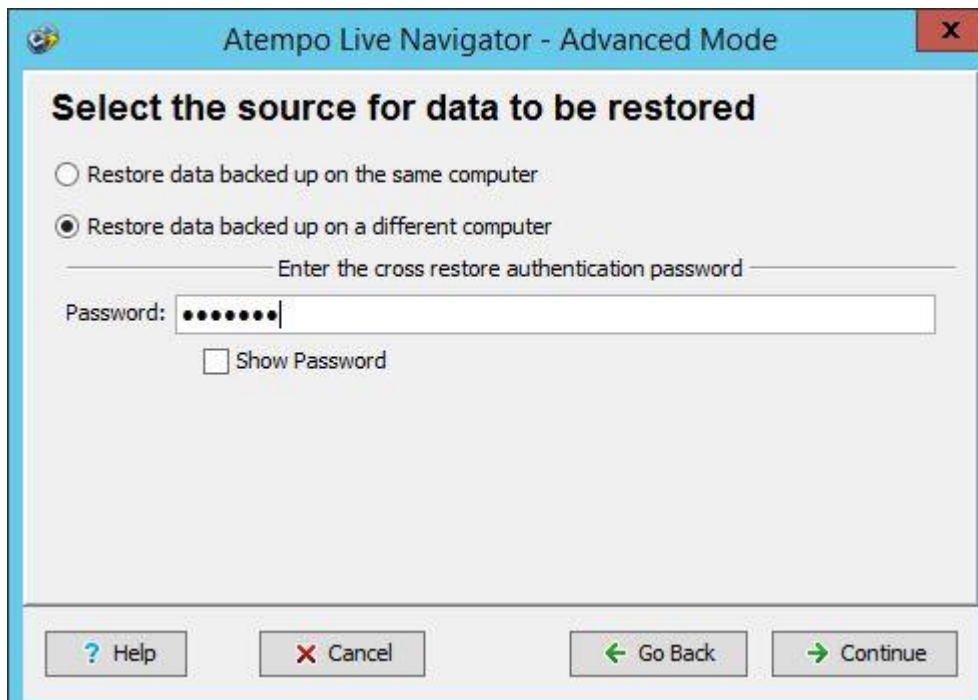 Atempo Live Navigator - Advanced Mode
x
Select the source for data to be restored
Restore data backed up on the same computer
Restore data backed up on a different computer
Enter the cross restore authentication password
Password: •••••••
Show Password
? Help
Cancel
Go Back
Continue